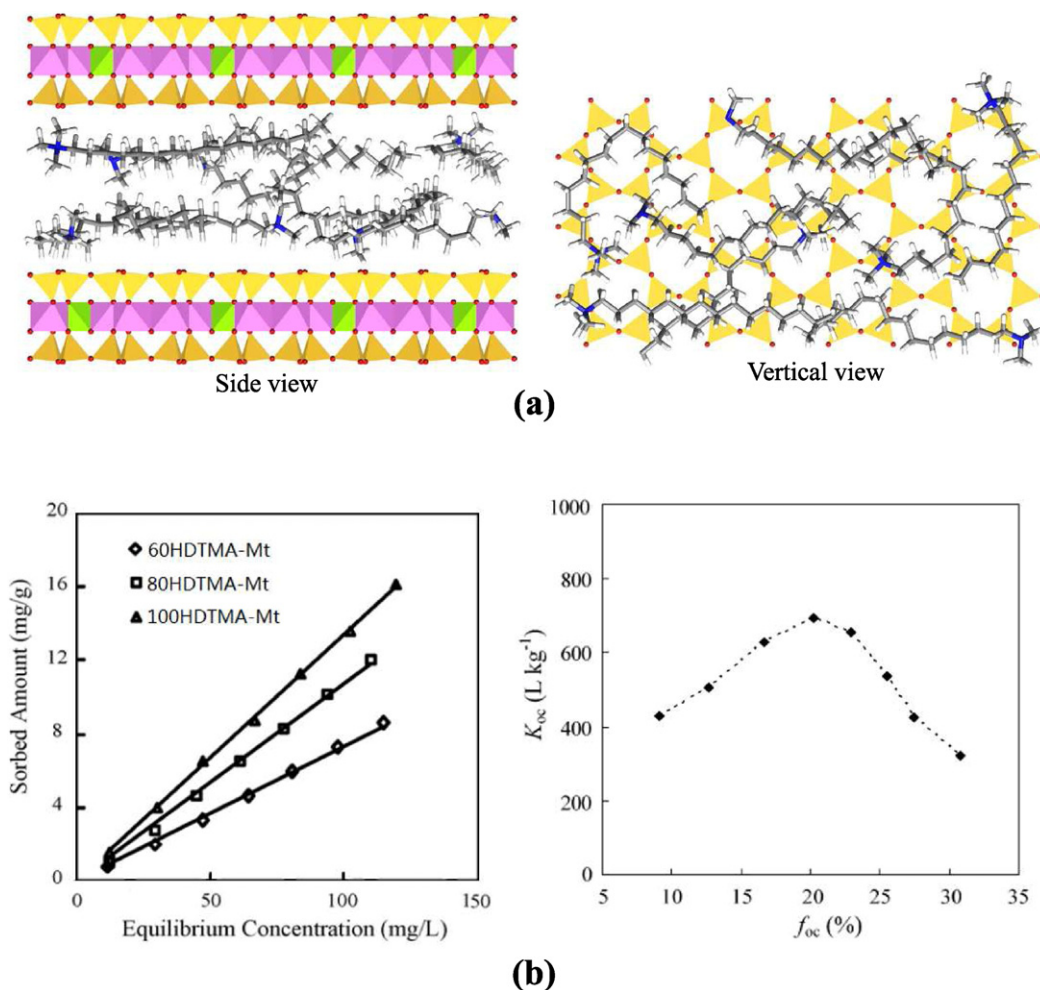 Side view
Vertical view
(a)
20
16
12
8
4
0
0
50
100
150
Sorbed Amount (mg/g)
Equilibrium Concentration (mg/L)
60HDTMA-Mt
80HDTMA-Mt
100HDTMA-Mt
1000
800
600
400
200
0
5
10
15
20
25
30
35
Koc (L kg-1)
foc (%)
(b)